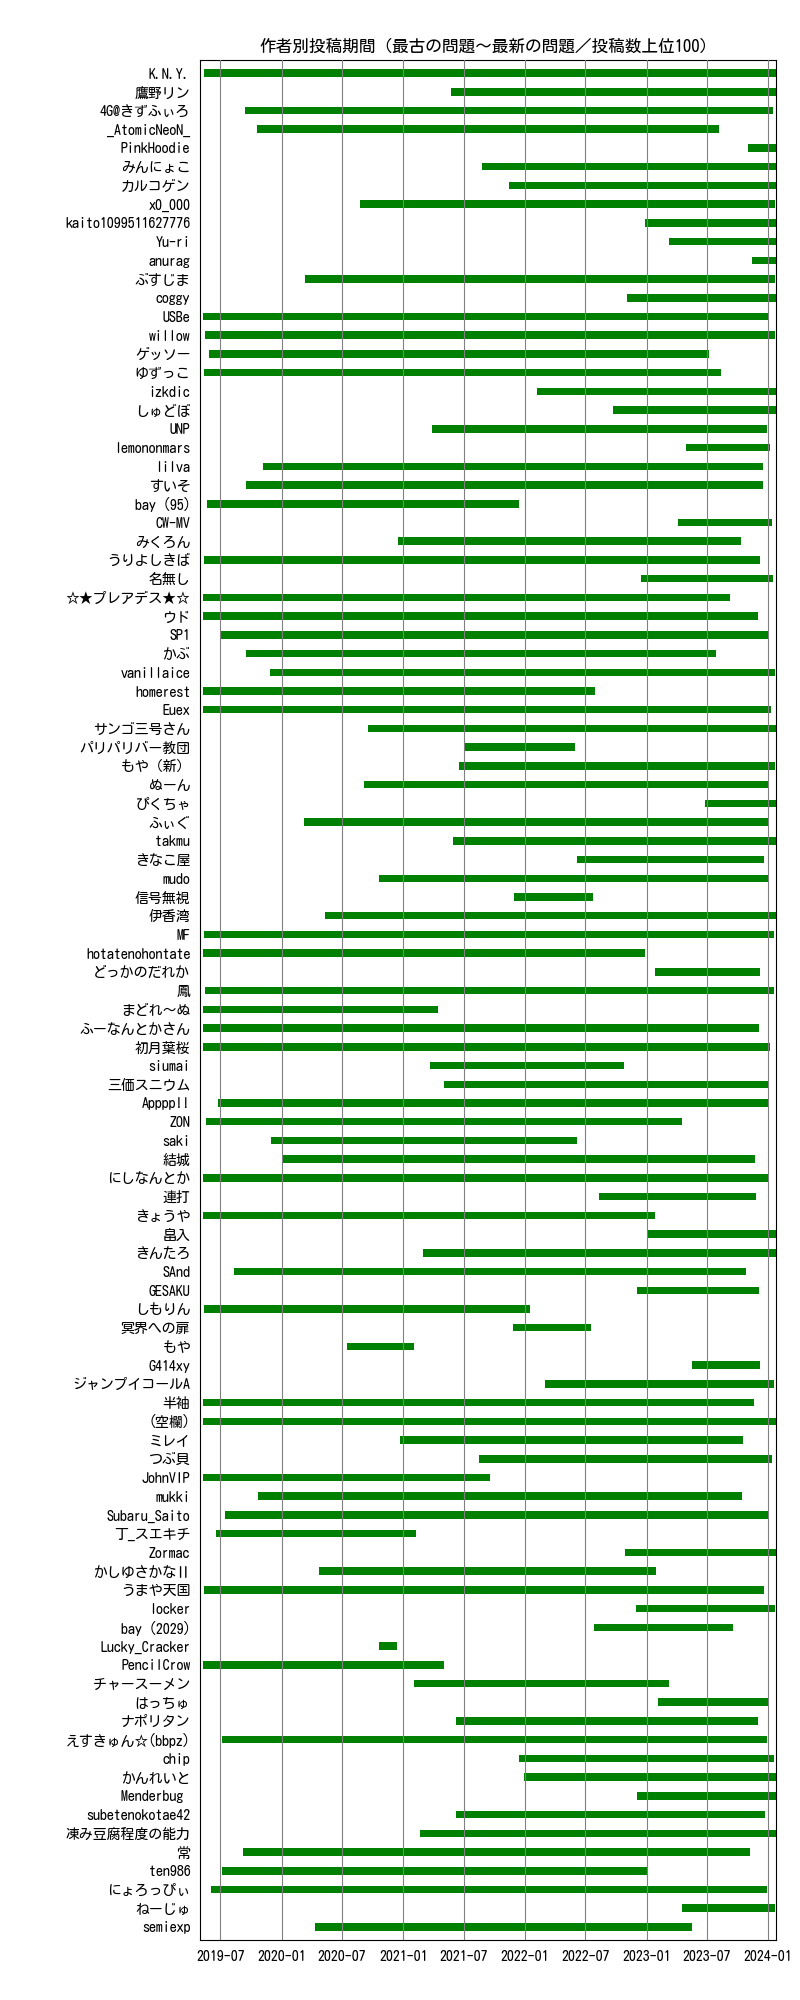 作者別投稿期間（最古の問題～最新の問題／投稿数上位100）
K.N.Y.
鷹野リン
4G@きずふぃろ
_AtomicNeoN_
PinkHoodie
みんにょこ
カルコゲン
x0_000
kaito1099511627776
Yu-ri
anurag
ぶすじま
coggy
USBe
willow
ゲッソー
ゆずっこ
izkdic
しゅどぼ
UNP
lemononmars
lilva
すいそ
bay (95)
CW-MV
みくろん
うりよしきば
名無し
☆★プレアデス★☆
ウド
SP1
かぶ
vanillaice
homerest
Euex
サンゴ三号さん
パリパリバー教団
もや（新）
ぬーん
ぴくちゃ
ふぃぐ
takmu
きなこ屋
mudo
信号無視
伊香湾
MF
hotatenohontate
どっかのだれか
鳳
まどれ～ぬ
ふーなんとかさん
初月葉桜
siumai
三価スニウム
Appppll
ZON
saki
結城
にしなんとか
連打
きょうや
畠入
きんたろ
SAnd
GESAKU
しもりん
冥界への扉
もや
G414xy
ジャンプイコールA
半袖
(空欄)
ミレイ
つぶ貝
JohnVIP
mukki
Subaru_Saito
丁_スエキチ
Zormac
かしゆさかなⅡ
うまや天国
locker
bay (2029)
Lucky_Cracker
PencilCrow
チャースーメン
はっちゅ
ナポリタン
えすきゅん☆(bbpz)
chip
かんれいと
Menderbug
subetenokotae42
凍み豆腐程度の能力
常
ten986
にょろっぴぃ
ねーじゅ
semiexp
2019-07 2020-01 2020-07 2021-01 2021-07 2022-01 2022-07 2023-01 2023-07 2024-01